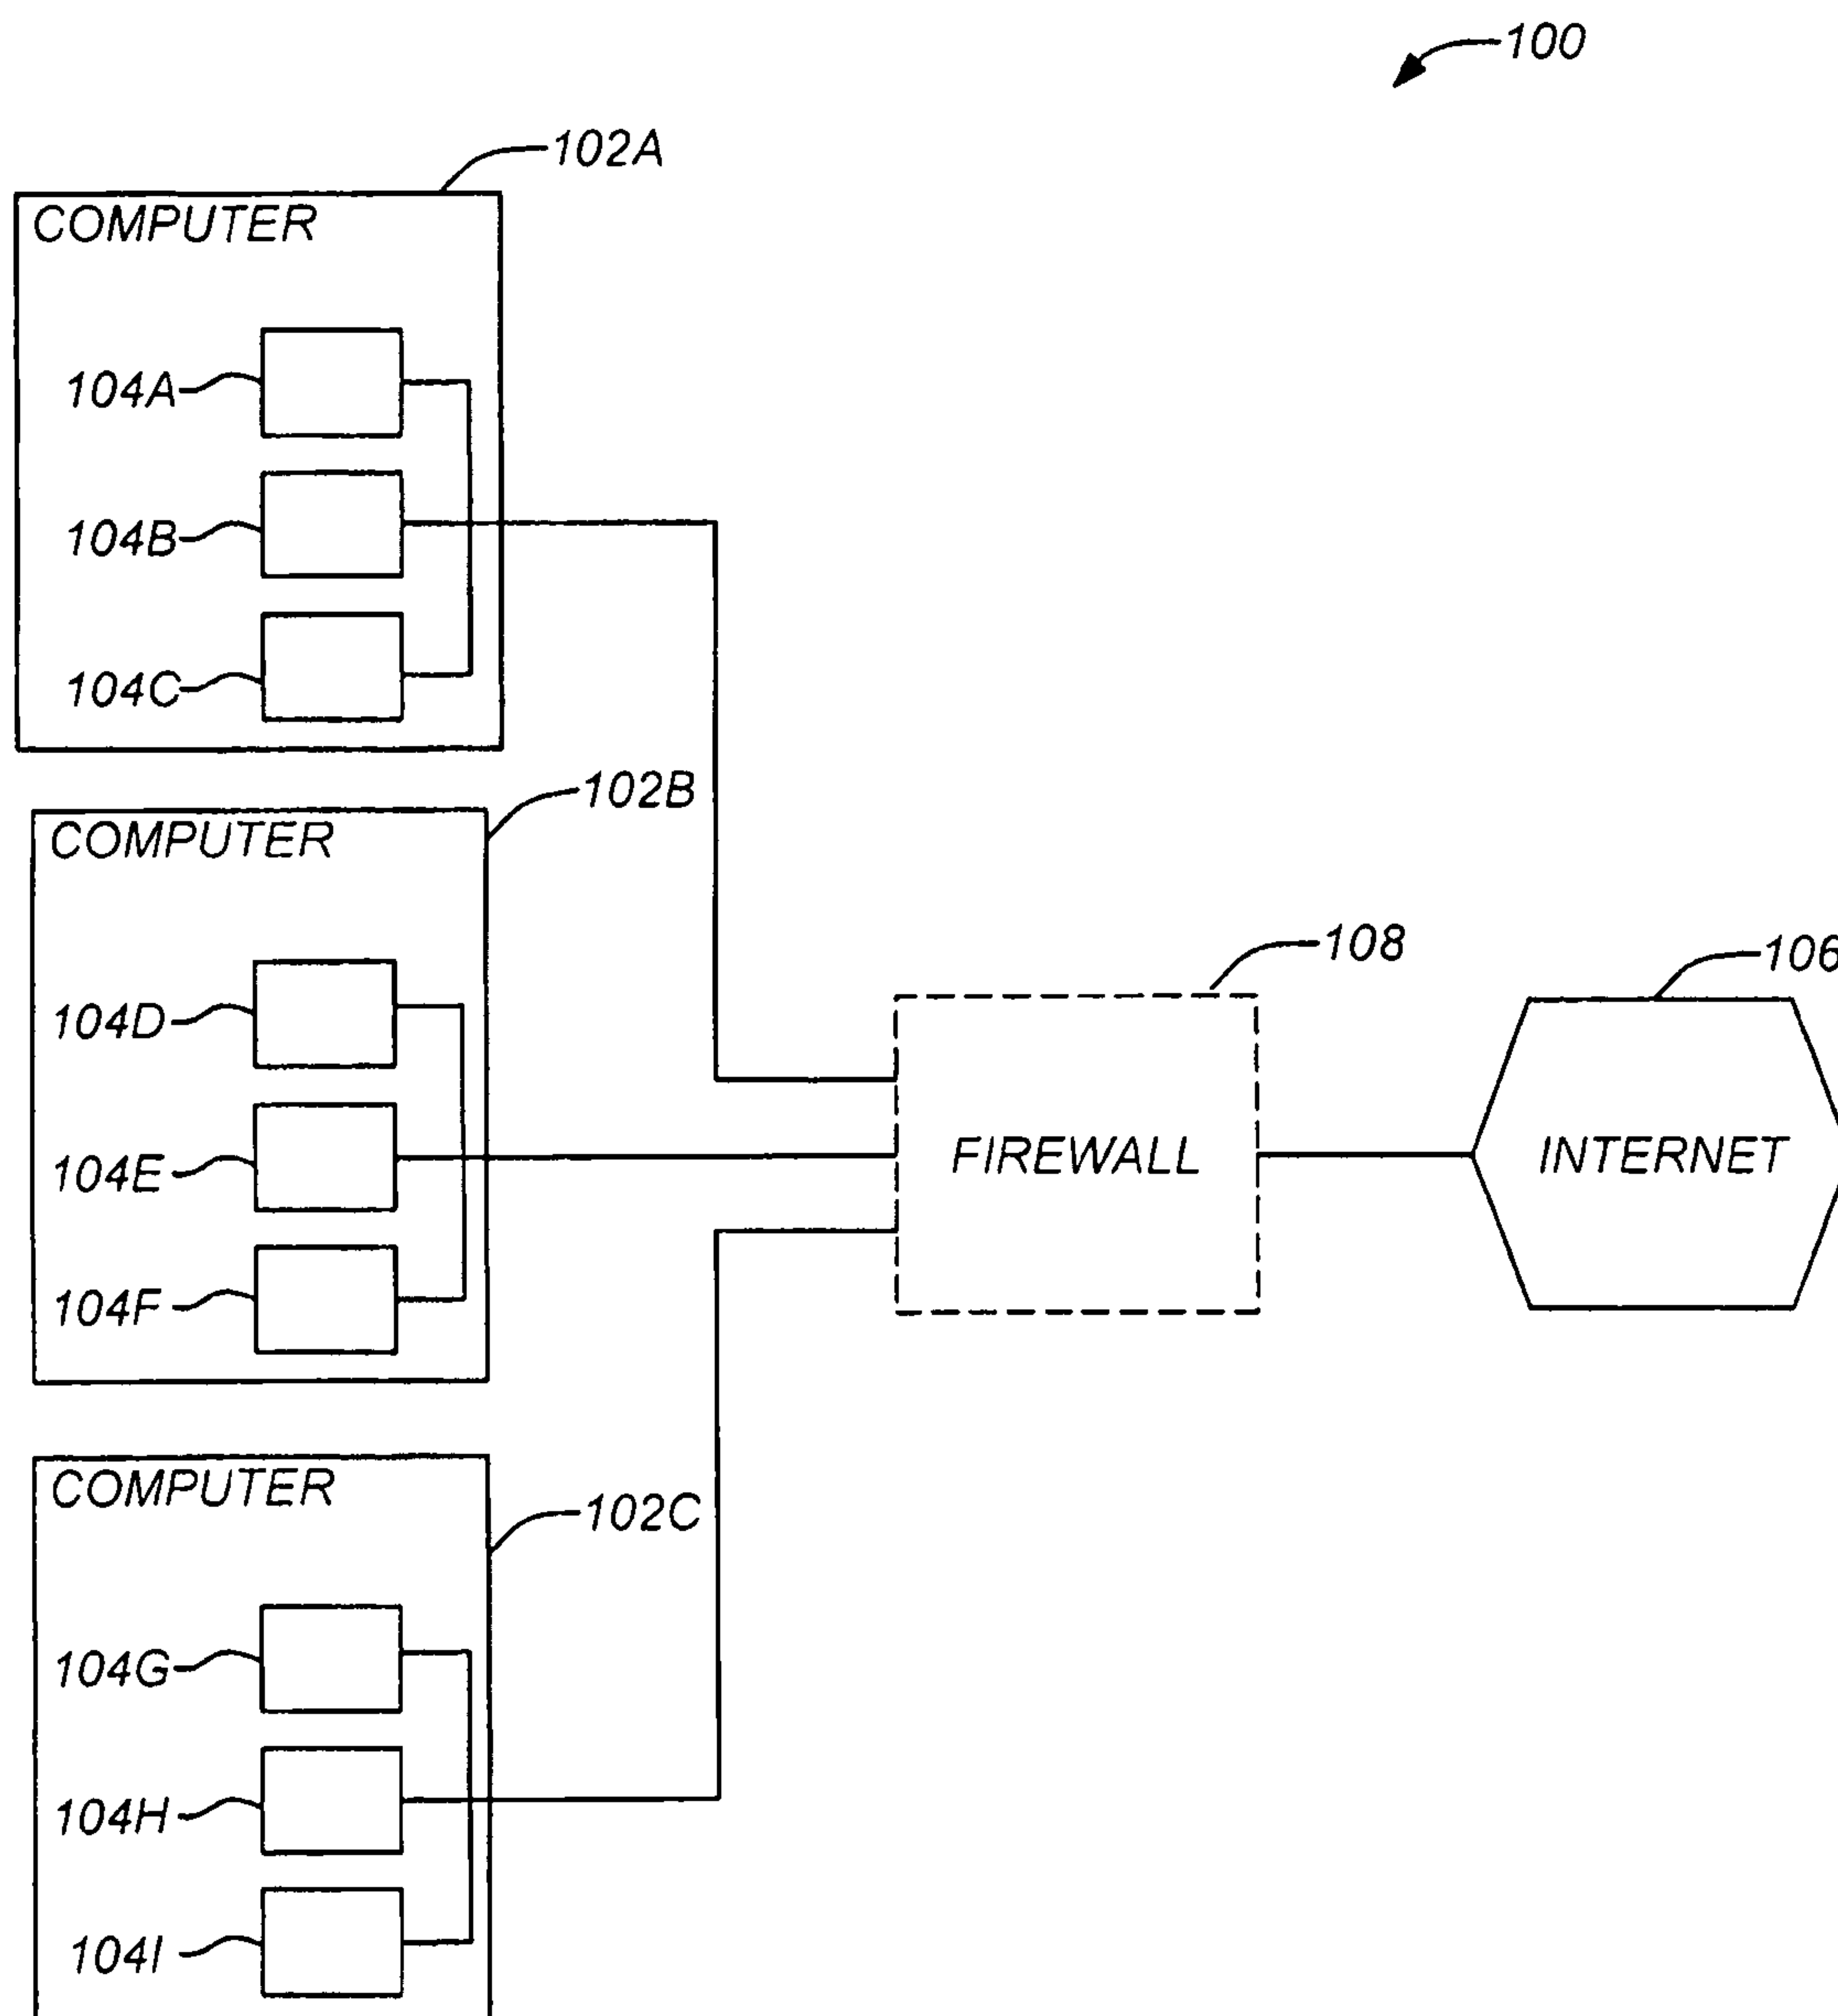 100
102A
COMPUTER
104A
104B
104C
102B
COMPUTER
104D
104E
104F
108
106
FIREWALL
INTERNET
COMPUTER
102C
104G
104H
104I